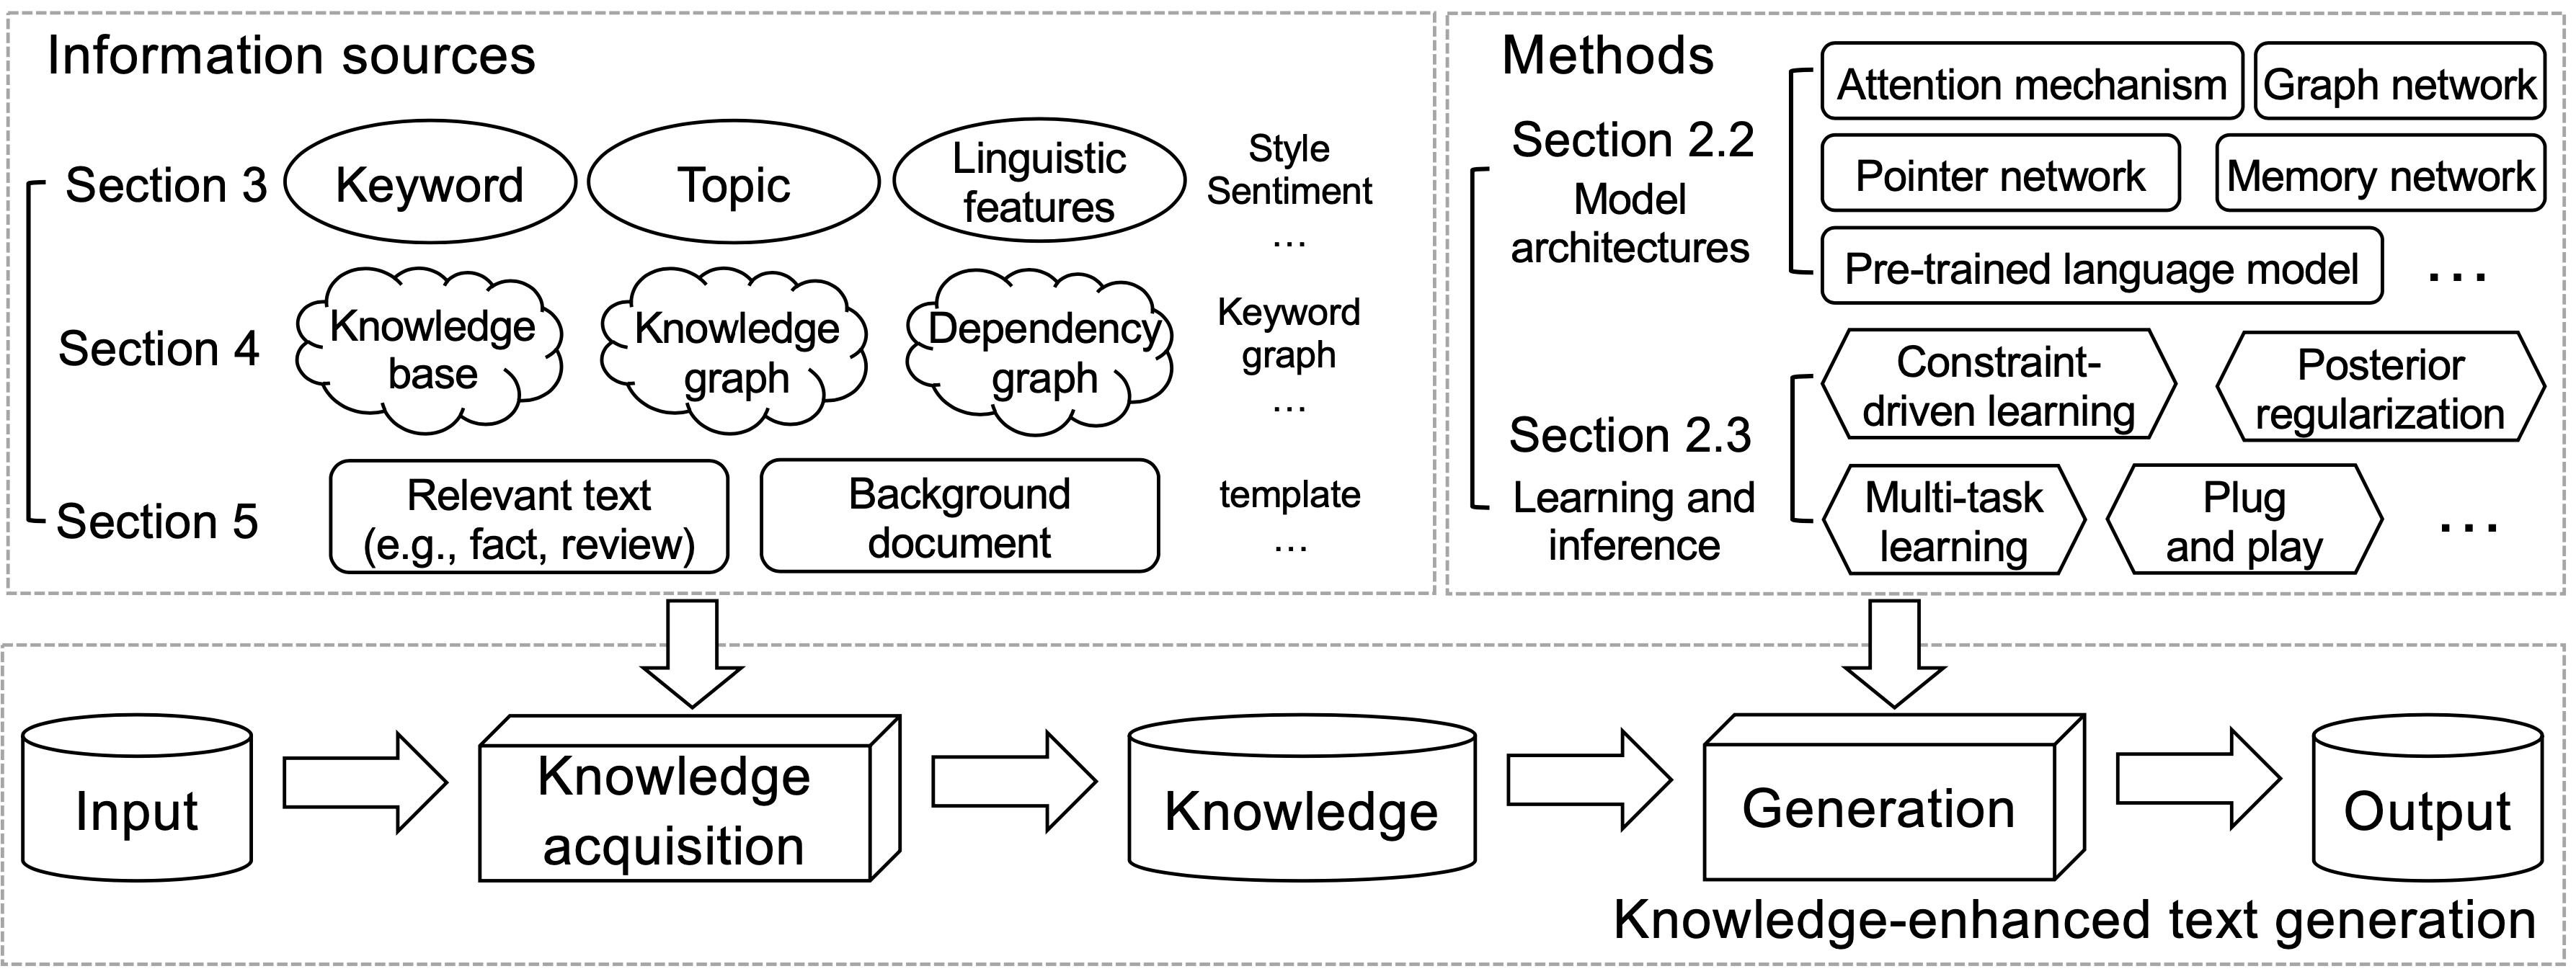 Information sources
Section 3
Keyword
Topic
Linguistic
features
Style
Sentiment
...
Section 4
Knowledge
base
Knowledge
graph
Dependency
graph
Keyword
graph
...
Section 5
Relevant text
(e.g., fact, review)
Background
document
template
...
Methods
Section 2.2
Model
architectures
Attention mechanism
Graph network
Pointer network
Memory network
Pre-trained language model
...
Section 2.3
Learning and
inference
Constraint-
driven learning
Posterior
regularization
Multi-task
learning
Plug
and play
...
Input
Knowledge
acquisition
Knowledge
Generation
Output
Knowledge-enhanced text generation